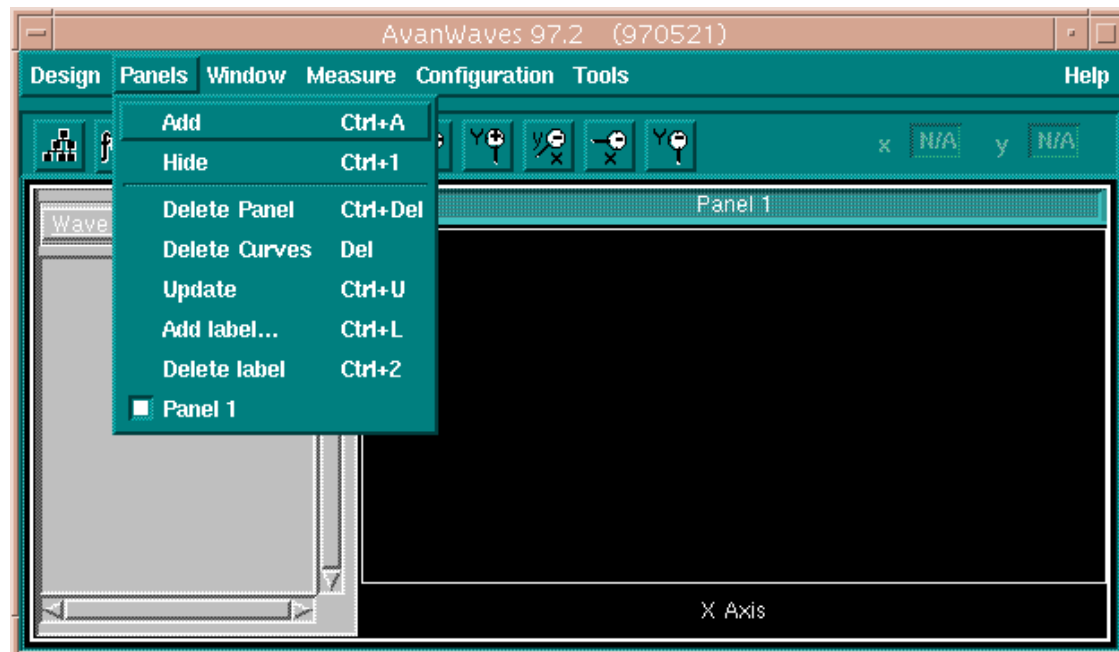 AvanWaves 97.2 (970521)
Design Panels Window Measure Configuration Tools Help
Add Ctrl+A
Hide Ctrl+1
x N/A y N/A
Delete Panel Ctrl+Del
Delete Curves Del
Update Ctrl+U
Add label... Ctrl+L
Delete label Ctrl+2
Panel 1
Wave
Panel 1
X Axis